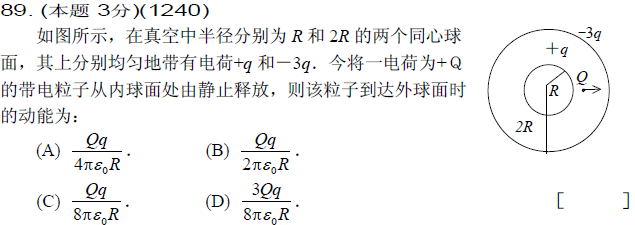 89. (本题 3分)(1240)
如图所示，在真空中半径分别为 R 和 2R 的两个同心球
面，其上分别均匀地带有电荷+q 和－3q．今将一电荷为+Q
的带电粒子从内球面处由静止释放，则该粒子到达外球面时
的动能为：
(A) Qq/4πε₀R． (B) Qq/2πε₀R．
(C) Qq/8πε₀R． (D) 3Qq/8πε₀R．
[ ]
-3q
+q
Q
R
2R